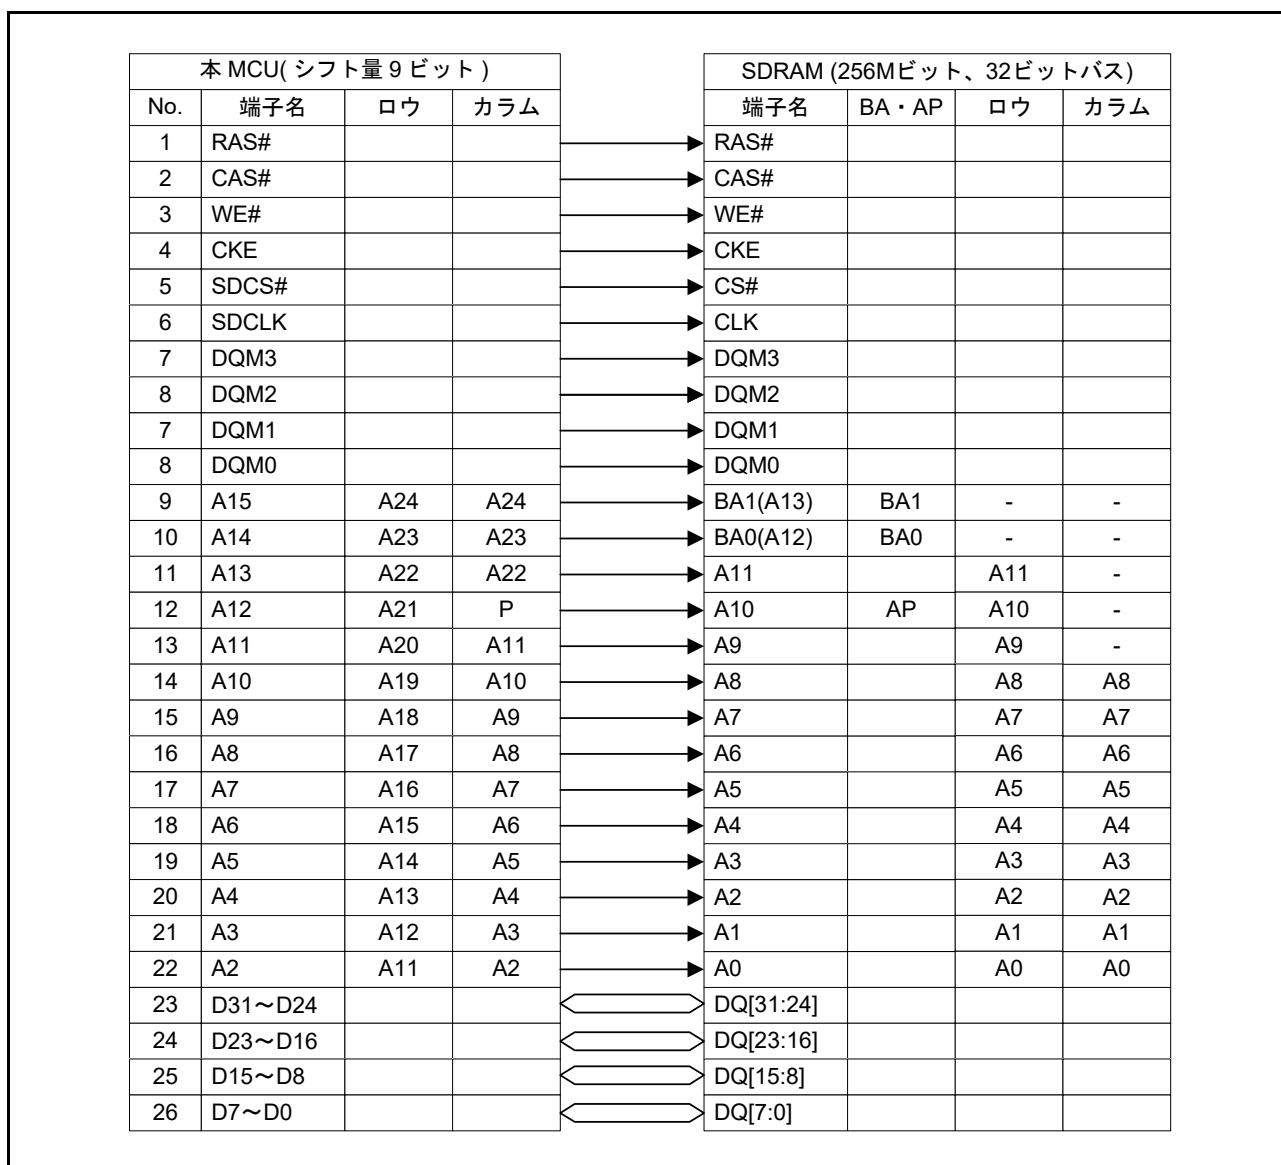 本 MCU( シフト量 9 ビット ) SDRAM (256Mビット、32ビットバス)
No. 端子名 ロウ カラム 端子名 BA・AP ロウ カラム
1 RAS# RAS#
2 CAS# CAS#
3 WE# WE#
4 CKE CKE
5 SDCS# CS#
6 SDCLK CLK
7 DQM3 DQM3
8 DQM2 DQM2
7 DQM1 DQM1
8 DQM0 DQM0
9 A15 A24 A24 BA1(A13) BA1 - -
10 A14 A23 A23 BA0(A12) BA0 - -
11 A13 A22 A22 A11 A11 -
12 A12 A21 P A10 AP A10 -
13 A11 A20 A11 A9 A9 -
14 A10 A19 A10 A8 A8 A8
15 A9 A18 A9 A7 A7 A7
16 A8 A17 A8 A6 A6 A6
17 A7 A16 A7 A5 A5 A5
18 A6 A15 A6 A4 A4 A4
19 A5 A14 A5 A3 A3 A3
20 A4 A13 A4 A2 A2 A2
21 A3 A12 A3 A1 A1 A1
22 A2 A11 A2 A0 A0 A0
23 D31～D24 DQ[31:24]
24 D23～D16 DQ[23:16]
25 D15～D8 DQ[15:8]
26 D7～D0 DQ[7:0]